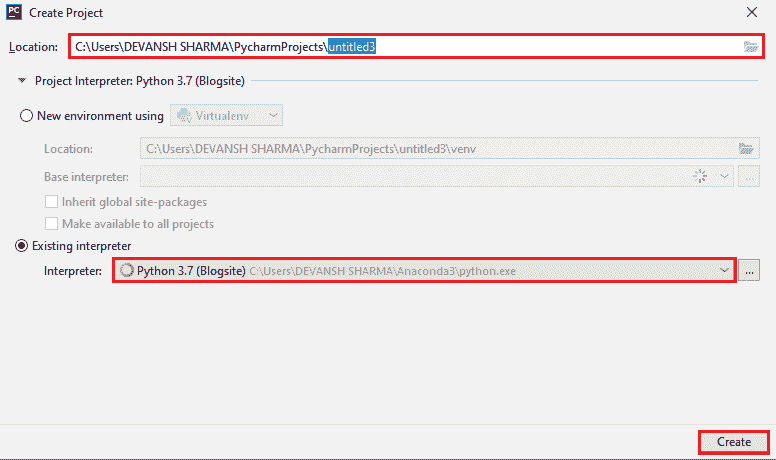 PC Create Project
Location: C:\Users\DEVANSH SHARMA\PycharmProjects\untitled3
Project Interpreter: Python 3.7 (Blogsite)
New environment using Virtualenv
Location: C:\Users\DEVANSH SHARMA\PycharmProjects\untitled3\venv
Base interpreter: ...
Inherit global site-packages
Make available to all projects
Existing interpreter
Interpreter: Python 3.7 (Blogsite) C:\Users\DEVANSH SHARMA\Anaconda3\python.exe ...
Create